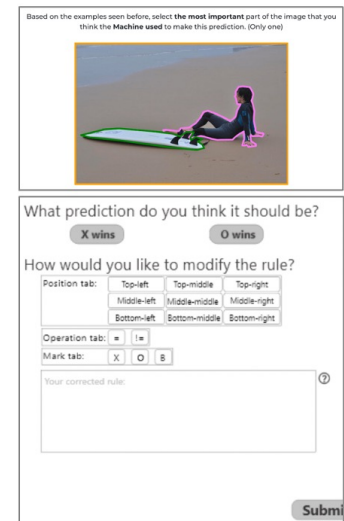 Based on the examples seen before, select the most important part of the image that you
think the Machine used to make this prediction. (Only one)
What prediction do you think it should be?
X wins O wins
How would you like to modify the rule?
Position tab: Top-left Top-middle Top-right
Middle-left Middle-middle Middle-right
Bottom-left Bottom-middle Bottom-right
Operation tab: = !=
Mark tab: X O B
Your corrected rule: ?
Submi